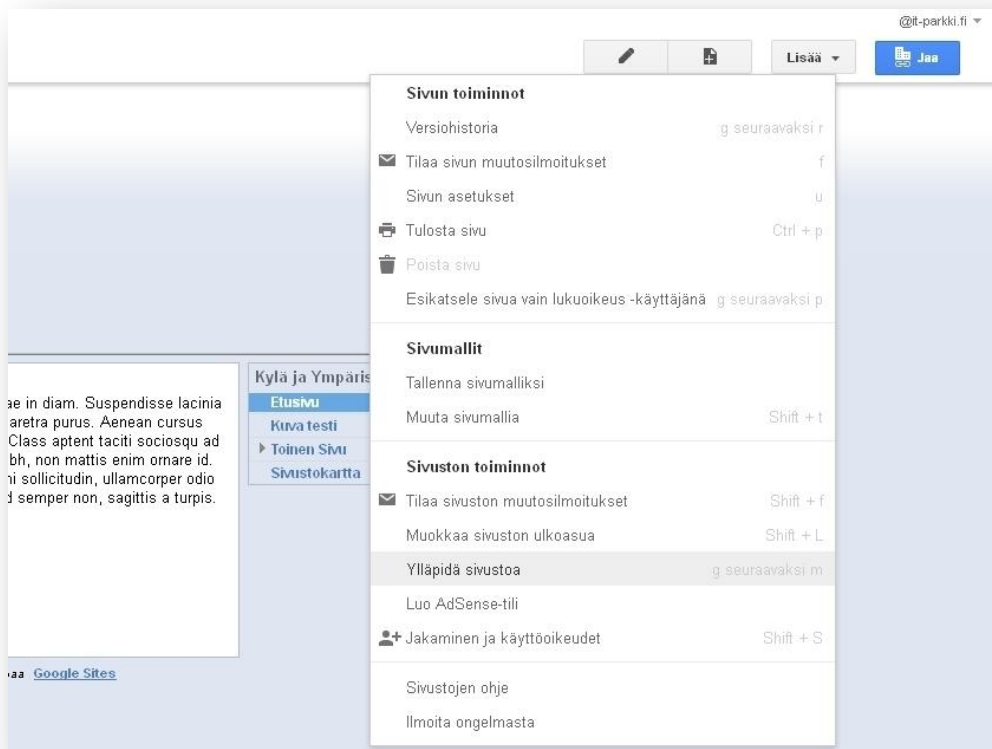 @it-parkki.fi
Lisää
Jaa
Sivun toiminnot
Versiohistoria g seuraavaksi r
Tilaa sivun muutosilmoitukset f
Sivun asetukset u
Tulosta sivu Ctrl + p
Poista sivu
Esikatsele sivua vain lukuoikeus -käyttäjänä g seuraavaksi p
Sivumallit
Tallenna sivumalliksi
Muuta sivumallia Shift + t
Sivuston toiminnot
Tilaa sivuston muutosilmoitukset Shift + f
Muokkaa sivuston ulkoasua Shift + L
Ylläpidä sivustoa g seuraavaksi m
Luo AdSense-tili
Jakaminen ja käyttöoikeudet Shift + S
Sivustojen ohje
Ilmoita ongelmasta
Kylä ja Ympäris
Etusivu
Kuva testi
Toinen Sivu
Sivustokartta
ae in diam. Suspendisse lacinia
aretra purus. Aenean cursus
Class aptent taciti sociosqu ad
bh, non mattis enim ornare id.
ni sollicitudin, ullamcorper odio
d semper non, sagittis a turpis.
Google Sites